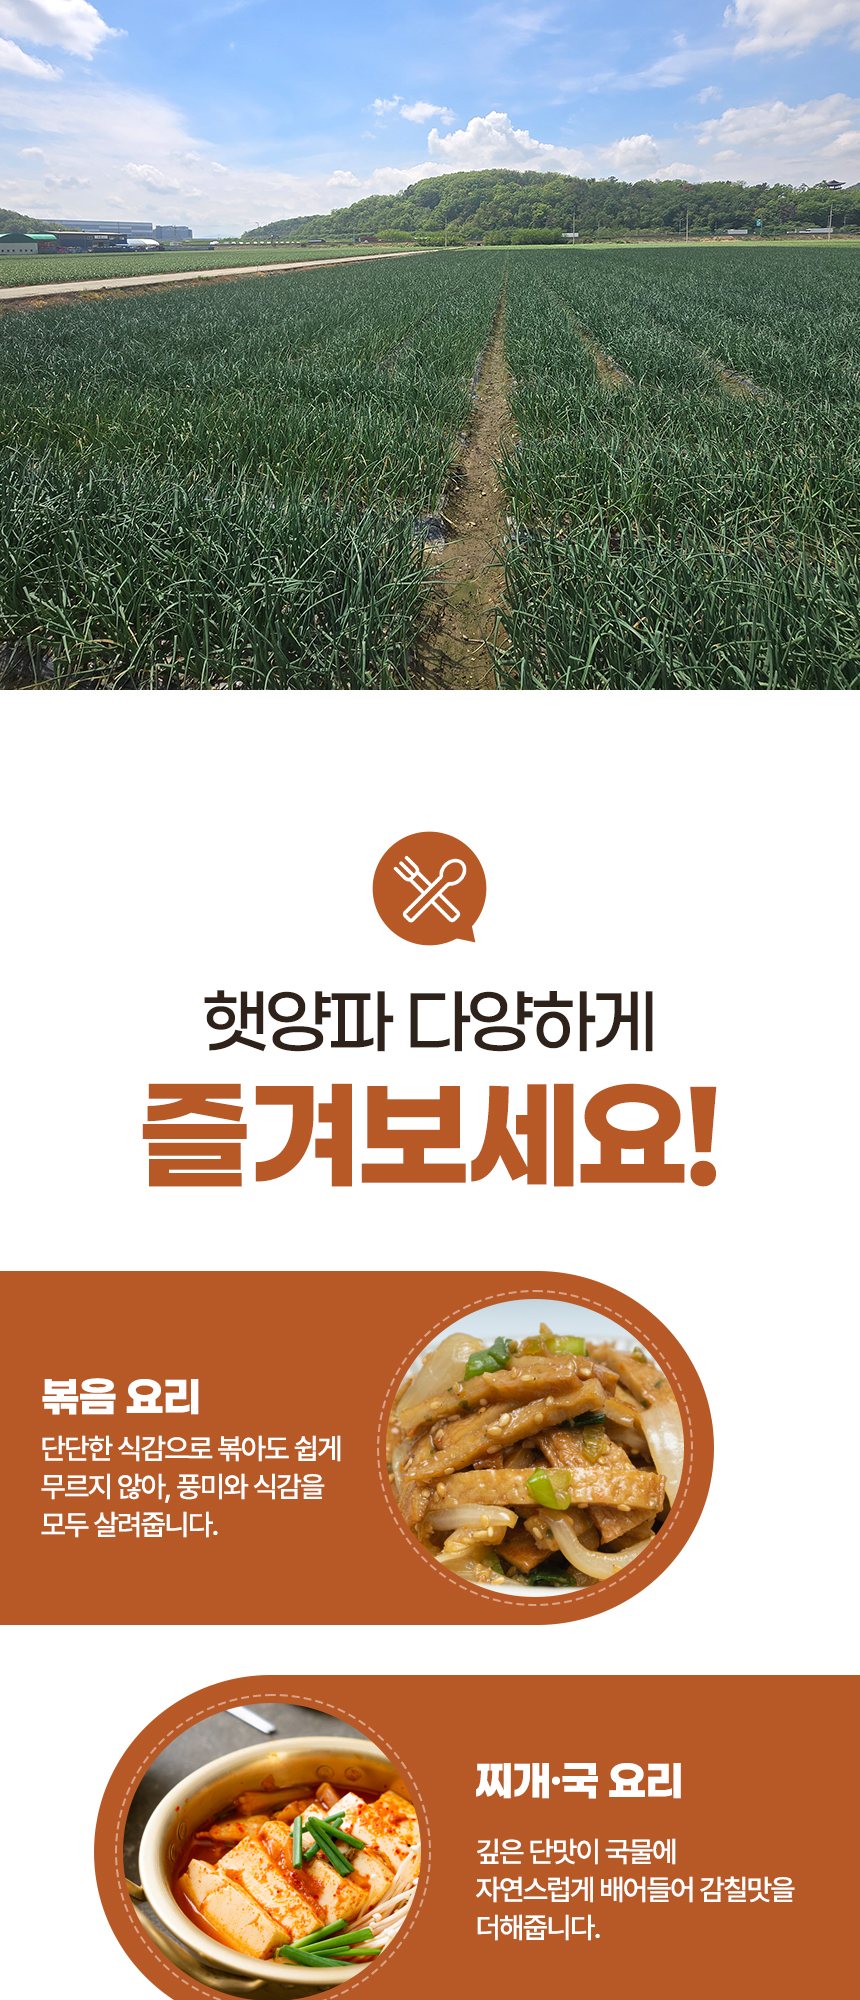 햇양파 다양하게
즐겨보세요!
볶음 요리
단단한 식감으로 볶아도 쉽게
무르지 않아, 풍미와 식감을
모두 살려줍니다.
찌개·국 요리
깊은 단맛이 국물에
자연스럽게 배어들어 감칠맛을
더해줍니다.